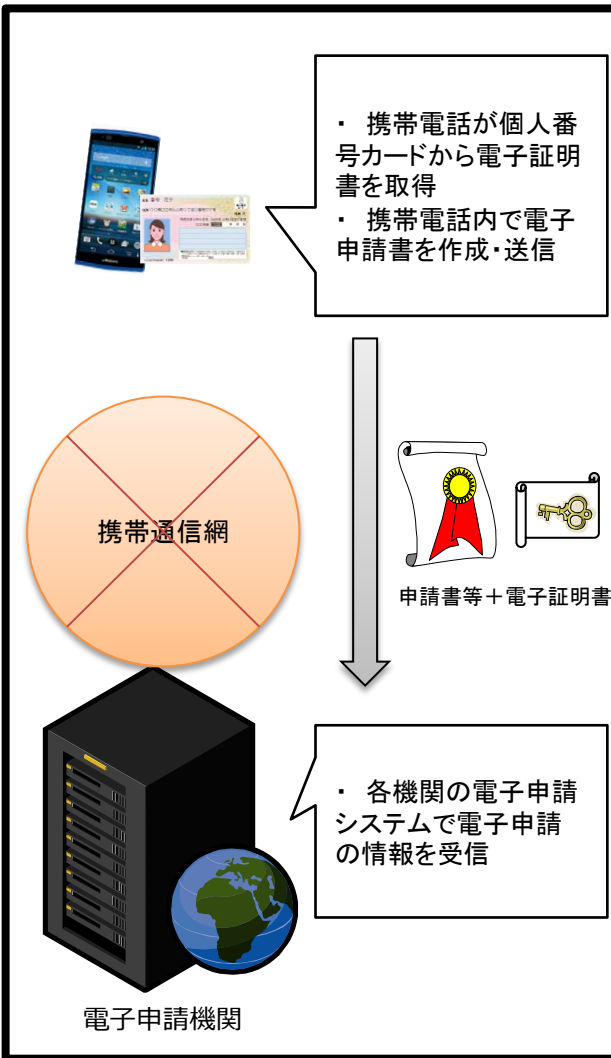 ・ 携帯電話が個人番
号カードから電子証明
書を取得
・ 携帯電話内で電子
申請書を作成・送信
携帯通信網
申請書等＋電子証明書
・ 各機関の電子申請
システムで電子申請
の情報を受信
電子申請機関